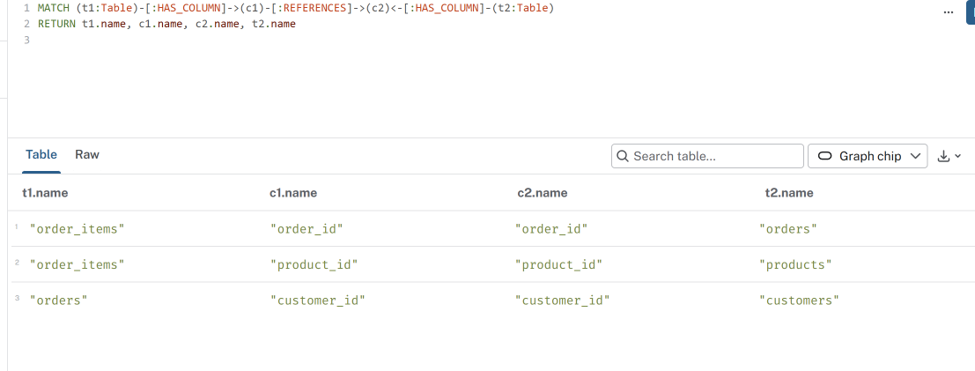 1 MATCH (t1:Table)-[:HAS_COLUMN]->(c1)-[:REFERENCES]->(c2)<-[:HAS_COLUMN]-(t2:Table)
2 RETURN t1.name, c1.name, c2.name, t2.name
3
Table Raw Search table... Graph chip
t1.name c1.name c2.name t2.name
1 "order_items" "order_id" "order_id" "orders"
2 "order_items" "product_id" "product_id" "products"
3 "orders" "customer_id" "customer_id" "customers"